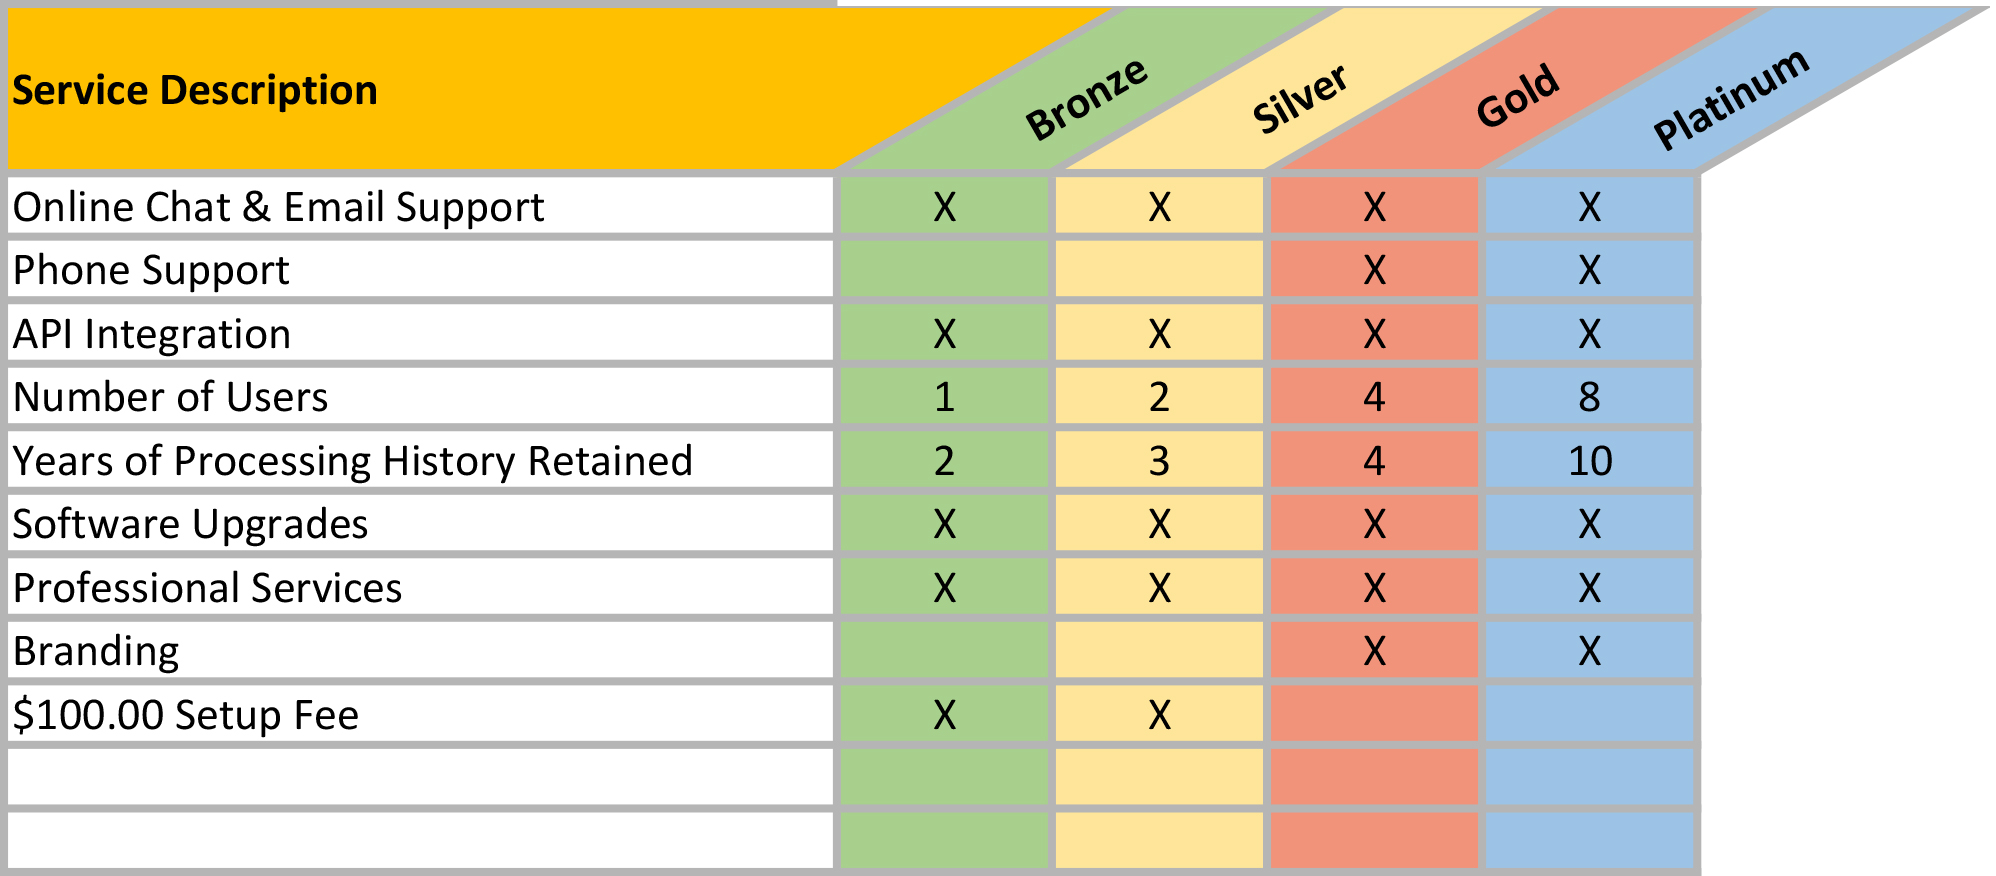 Service Description Bronze Silver Gold Platinum
Online Chat & Email Support X X X X
Phone Support X X
API Integration X X X X
Number of Users 1 2 4 8
Years of Processing History Retained 2 3 4 10
Software Upgrades X X X X
Professional Services X X X X
Branding X X
$100.00 Setup Fee X X